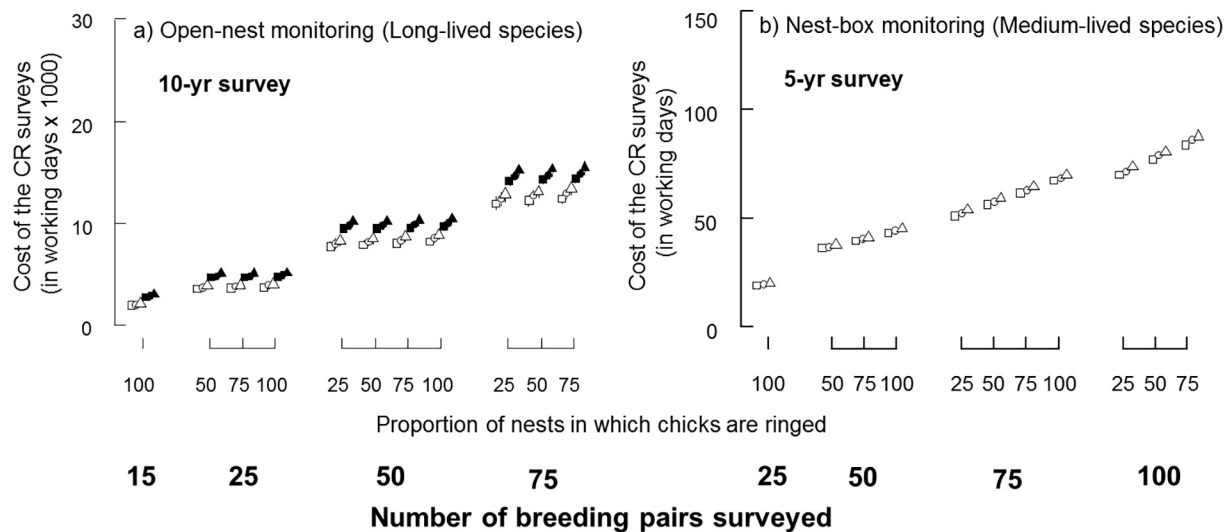 a) Open-nest monitoring (Long-lived species)
10-yr survey
Cost of the CR surveys
(in working days x 1000)
30
20
10
0
100
50 75 100
25 50 75 100
25 50 75
b) Nest-box monitoring (Medium-lived species)
5-yr survey
Cost of the CR surveys
(in working days)
150
100
50
0
100
50 75 100
25 50 75 100
25 50 75
Proportion of nests in which chicks are ringed
15 25 50 75 25 50 75 100
Number of breeding pairs surveyed